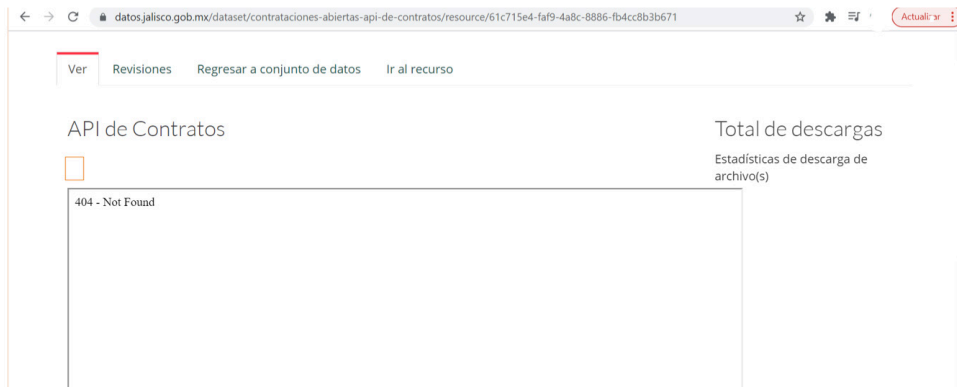 datos.jalisco.gob.mx/dataset/contrataciones-abiertas-api-de-contratos/resource/61c715e4-faf9-4a8c-8886-fb4cc8b3b671
Actualizar
Ver Revisiones Regresar a conjunto de datos Ir al recurso
API de Contratos
Total de descargas
Estadísticas de descarga de
archivo(s)
404 - Not Found